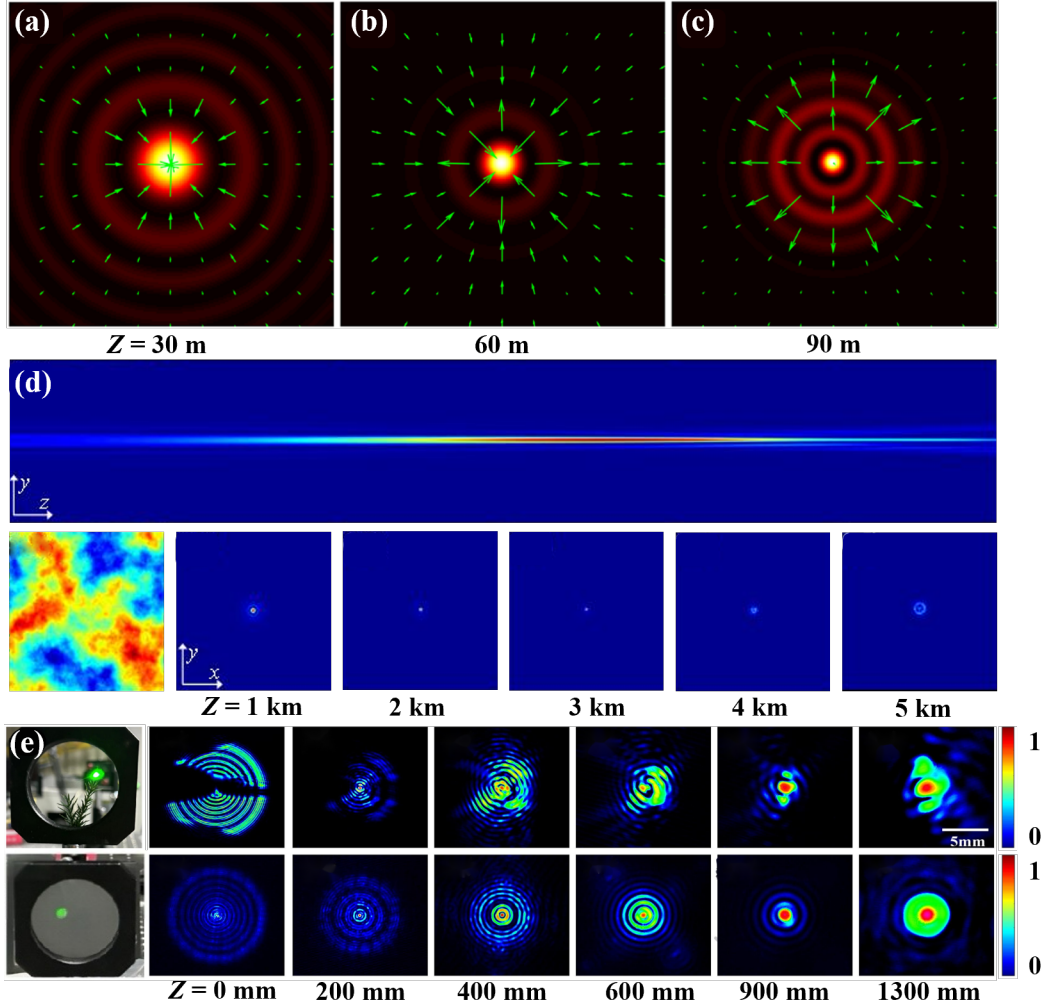 (a)
(b)
(c)
Z = 30 m
60 m
90 m
(d)
y
z
y
x
Z = 1 km
2 km
3 km
4 km
5 km
(e)
1
0
5mm
1
0
Z = 0 mm
200 mm
400 mm
600 mm
900 mm
1300 mm